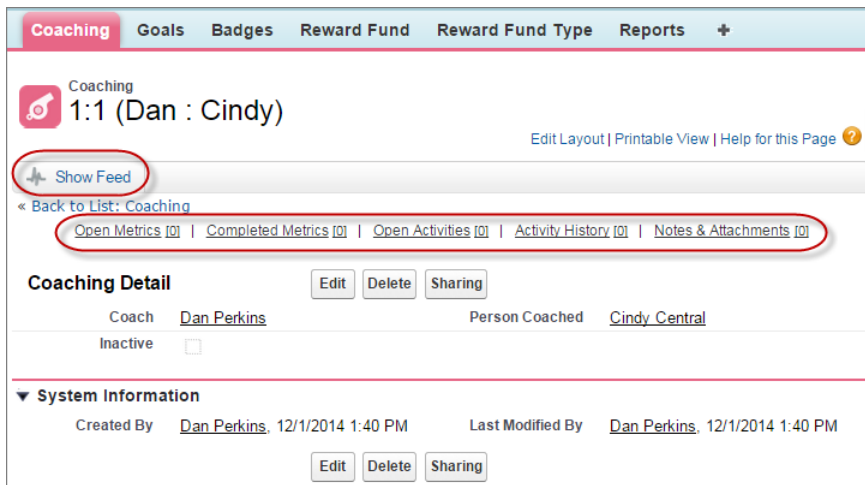 Coaching Goals Badges Reward Fund Reward Fund Type Reports +
Coaching
1:1 (Dan : Cindy)
Edit Layout | Printable View | Help for this Page ?
Show Feed
« Back to List: Coaching
Open Metrics [0] | Completed Metrics [0] | Open Activities [0] | Activity History [0] | Notes & Attachments [0]
Coaching Detail Edit Delete Sharing
Coach Dan Perkins Person Coached Cindy Central
Inactive
System Information
Created By Dan Perkins, 12/1/2014 1:40 PM Last Modified By Dan Perkins, 12/1/2014 1:40 PM
Edit Delete Sharing